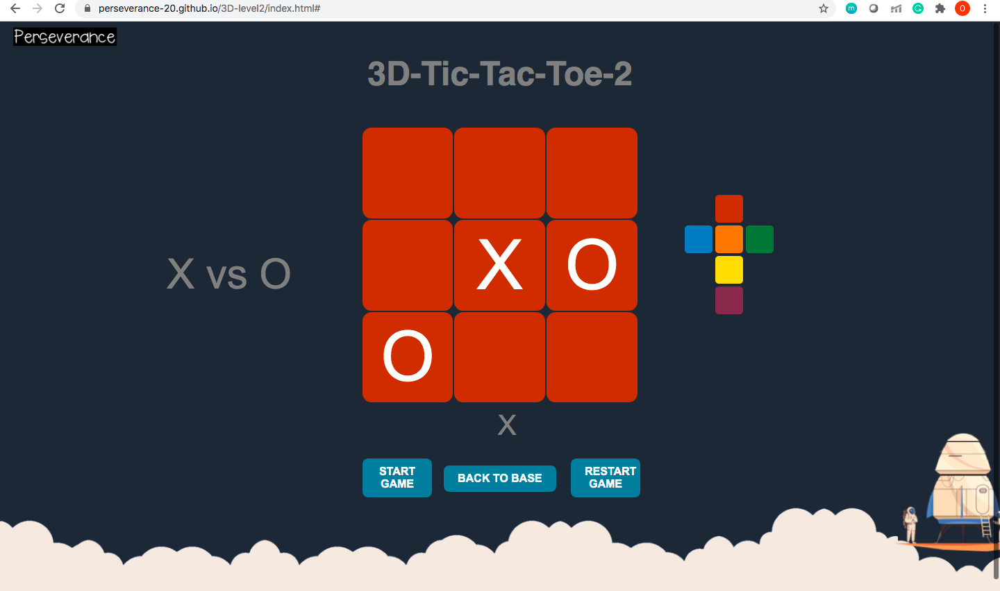 perseverance-20.github.io/3D-level2/index.html#
m
G
O
Perseverance
3D-Tic-Tac-Toe-2
X vs O
X O
O
X
START
GAME
BACK TO BASE
RESTART
GAME